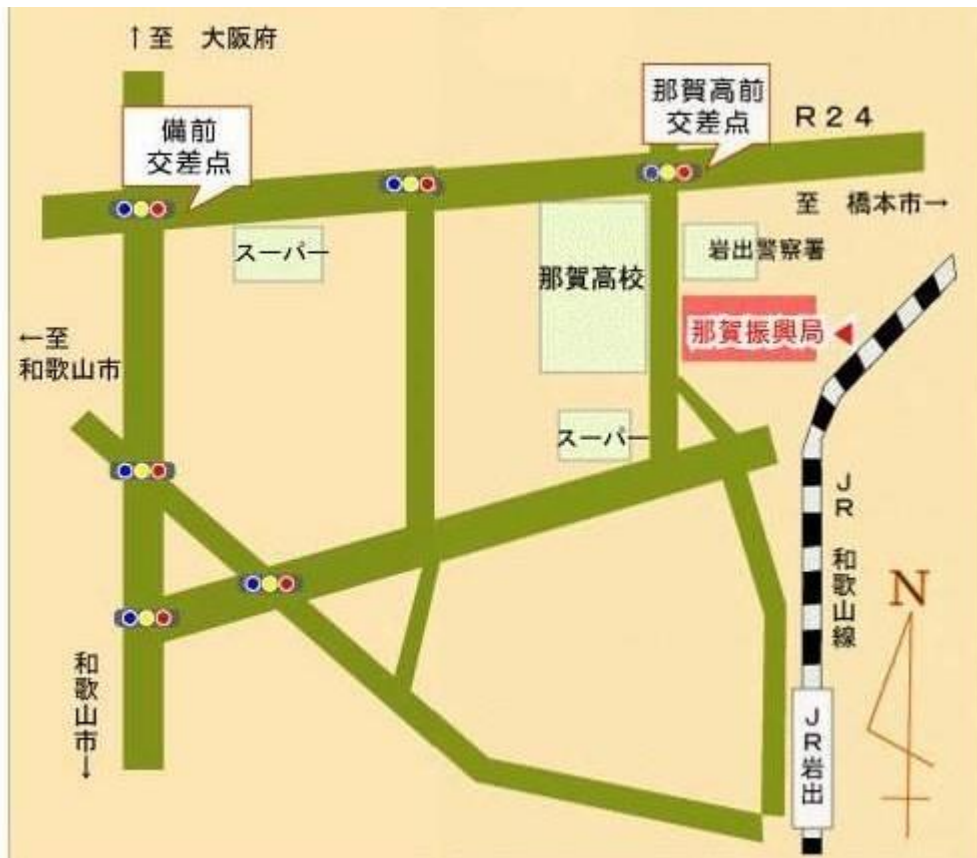 ↑至 大阪府
備前
交差点
那賀高前
交差点
R24
至 橋本市→
スーパー
那賀高校
岩出警察署
那賀振興局
←至
和歌山市
スーパー
JR 和歌山線
N
和歌山市↓
JR岩出